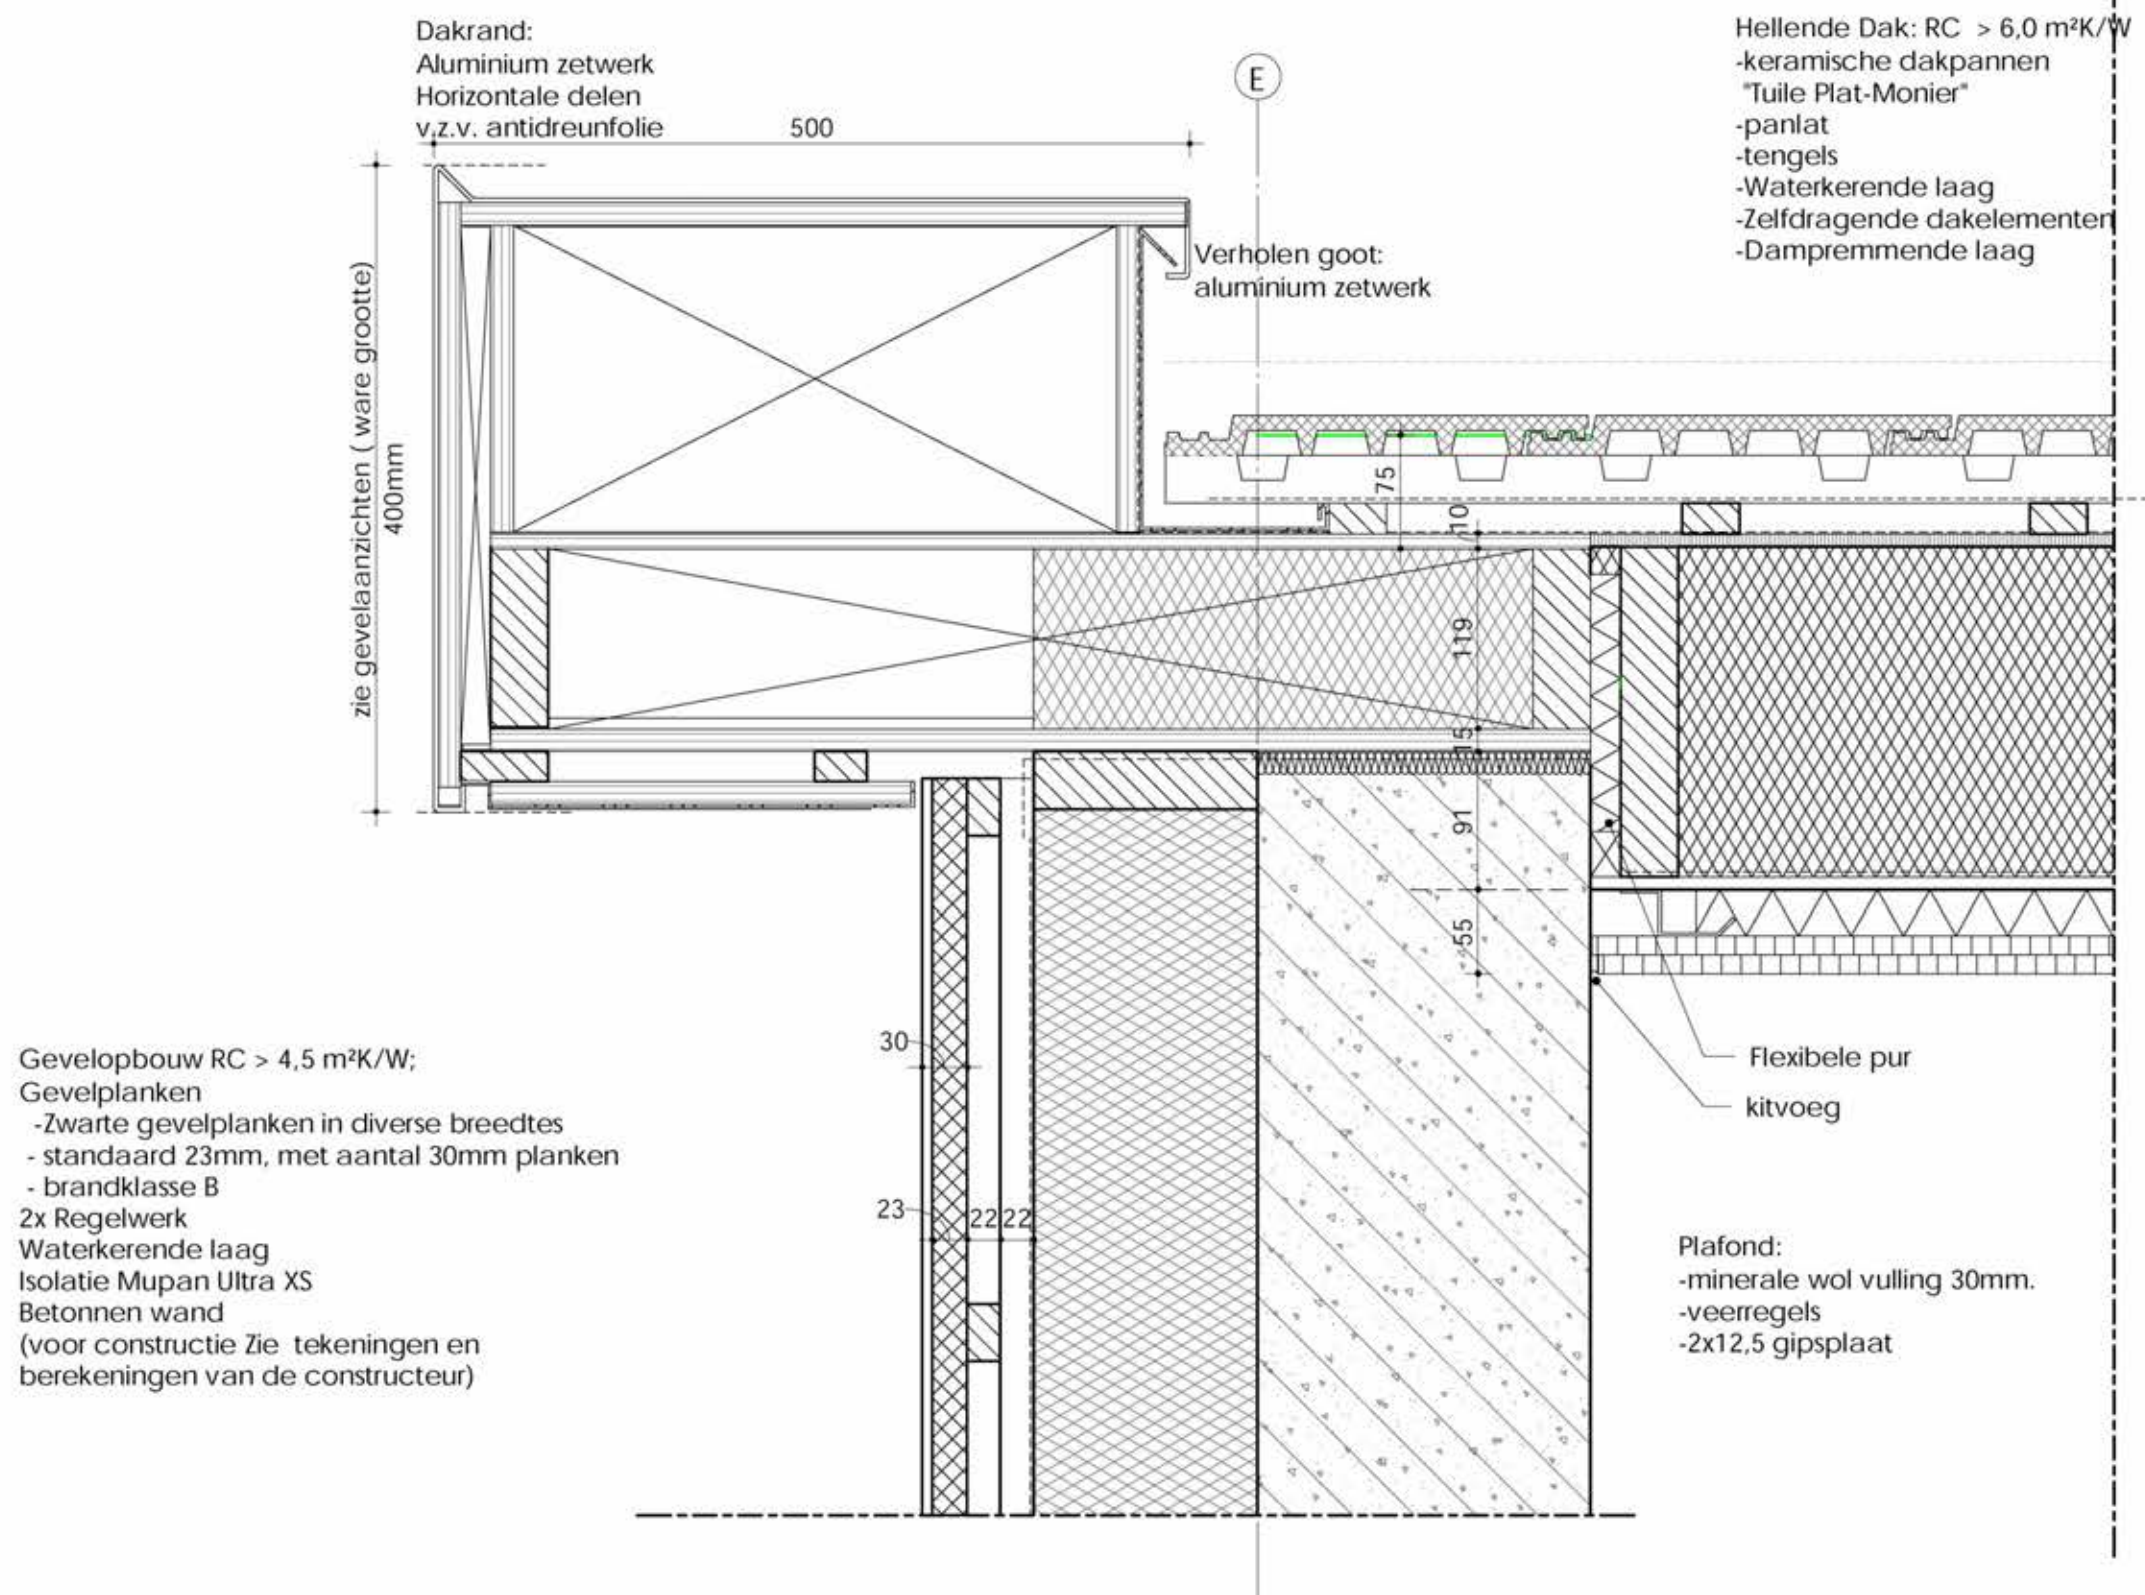 Dakrand:
Aluminium zetwerk
Horizontale delen
v.z.v. antidreunfolie
500
E
Hellende Dak: RC > 6,0 m²K/W
-keramische dakpannen
"Tuile Plat-Monier"
-panlat
-tengels
-Waterkerende laag
-Zelfdragende dakelementen
-Dampremmende laag
Verholen goot:
aluminium zetwerk
zie gevelaanzichten ( ware grootte)
400mm
75
10
119
15
91
55
30
23
22
22
Gevelopbouw RC > 4,5 m²K/W;
Gevelplanken
-Zwarte gevelplanken in diverse breedtes
- standaard 23mm, met aantal 30mm planken
- brandklasse B
2x Regelwerk
Waterkerende laag
Isolatie Mupan Ultra XS
Betonnen wand
(voor constructie Zie tekeningen en
berekeningen van de constructeur)
Flexibele pur
kitvoeg
Plafond:
-minerale wol vulling 30mm.
-veerregels
-2x12,5 gipsplaat